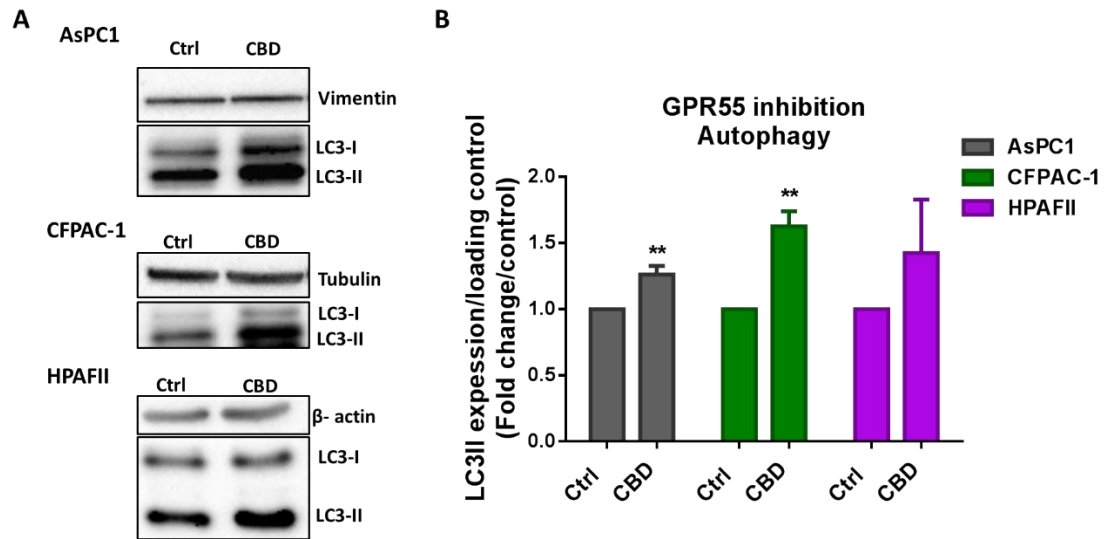 A
AsPC1
Ctrl CBD
Vimentin
LC3-I
LC3-II
CFPAC-1
Ctrl CBD
Tubulin
LC3-I
LC3-II
HPAFII
Ctrl CBD
β- actin
LC3-I
LC3-II
B
GPR55 inhibition
Autophagy
AsPC1
CFPAC-1
HPAFII
LC3II expession/loading control
(Fold change/control)
2.0
1.5
1.0
0.5
0.0
**
**
Ctrl CBD Ctrl CBD Ctrl CBD